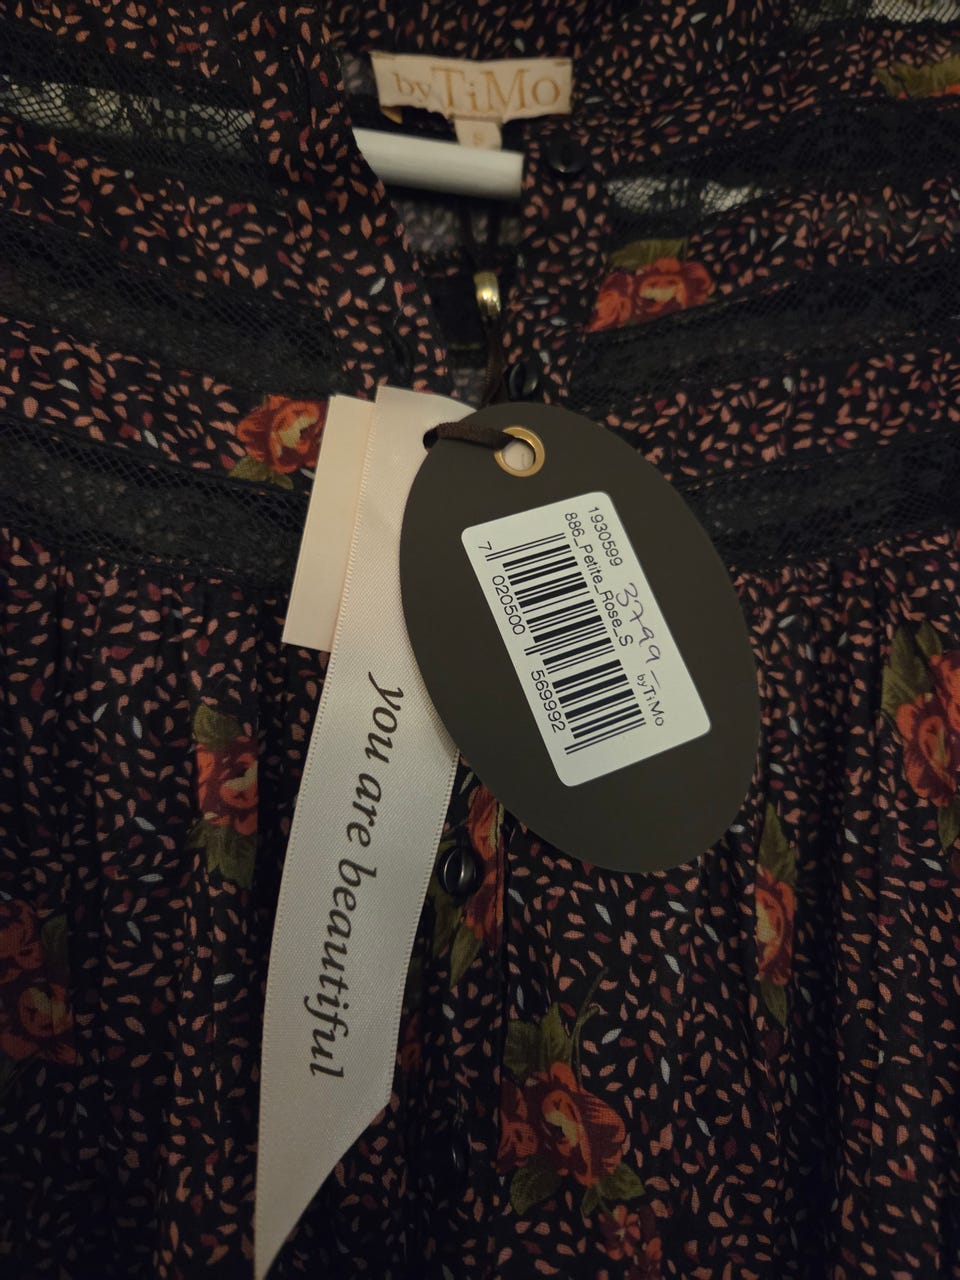 byTiMo
S
1930599
3799-
886_Petite_Rose_S
byTiMo
7 020500 569992
you are beautiful